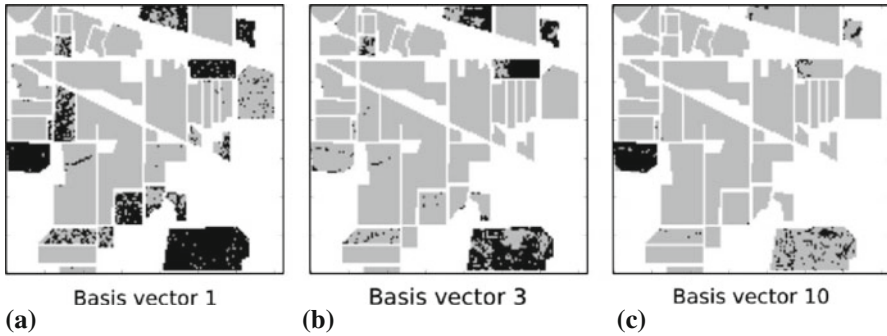 Basis vector 1
Basis vector 3
Basis vector 10
(a)
(b)
(c)